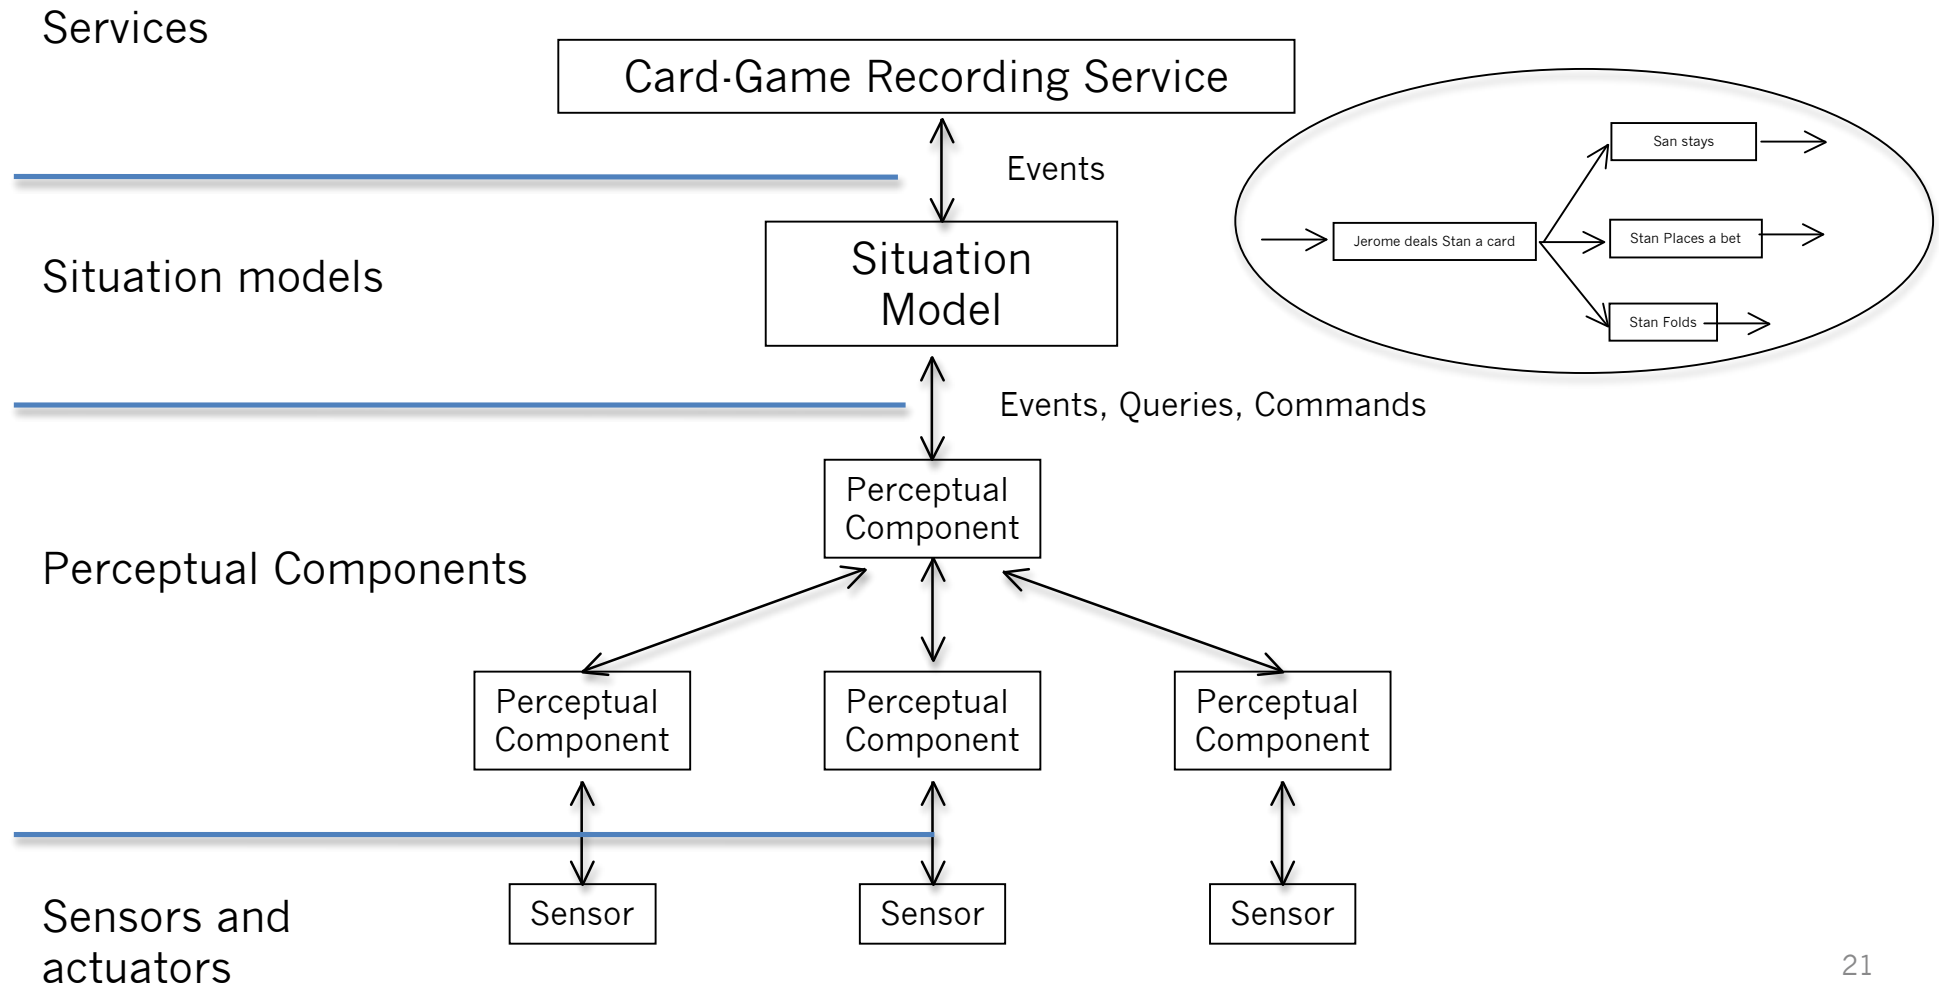 Services
Card-Game Recording Service
Events
San stays
Jerome deals Stan a card
Stan Places a bet
Stan Folds
Situation models
Situation
Model
Events, Queries, Commands
Perceptual
Component
Perceptual Components
Perceptual
Component
Perceptual
Component
Perceptual
Component
Sensors and
actuators
Sensor
Sensor
Sensor
21